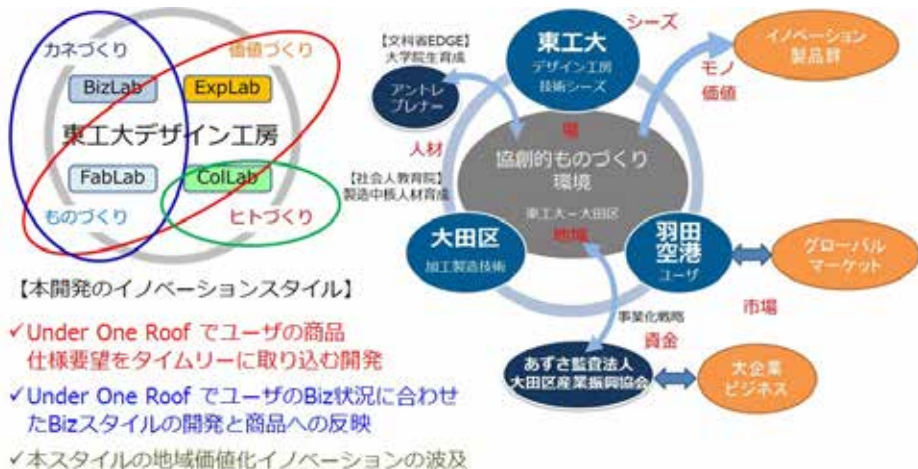 カネづくり
価値づくり
BizLab
ExpLab
東工大デザイン工房
FabLab
ColLab
ものづくり
ヒトづくり
【本開発のイノベーションスタイル】
✓Under One Roof でユーザの商品
仕様要望をタイムリーに取り込む開発
✓Under One Roof でユーザのBiz状況に合わせ
たBizスタイルの開発と商品への反映
✓本スタイルの地域価値化イノベーションの波及
シーズ
【文科省EDGE】
大学院生育成
アントレ
プレナー
東工大
デザイン工房
技術シーズ
イノベーション
製品群
モノ
価値
人材
場
協創的ものづくり
環境
【社会人教育院】
製造中核人材育成
東工大－大田区
地域
大田区
加工製造技術
羽田
空港
ユーザ
グローバル
マーケット
市場
事業化戦略
資金
あずさ監査法人
大田区産業振興協会
大企業
ビジネス